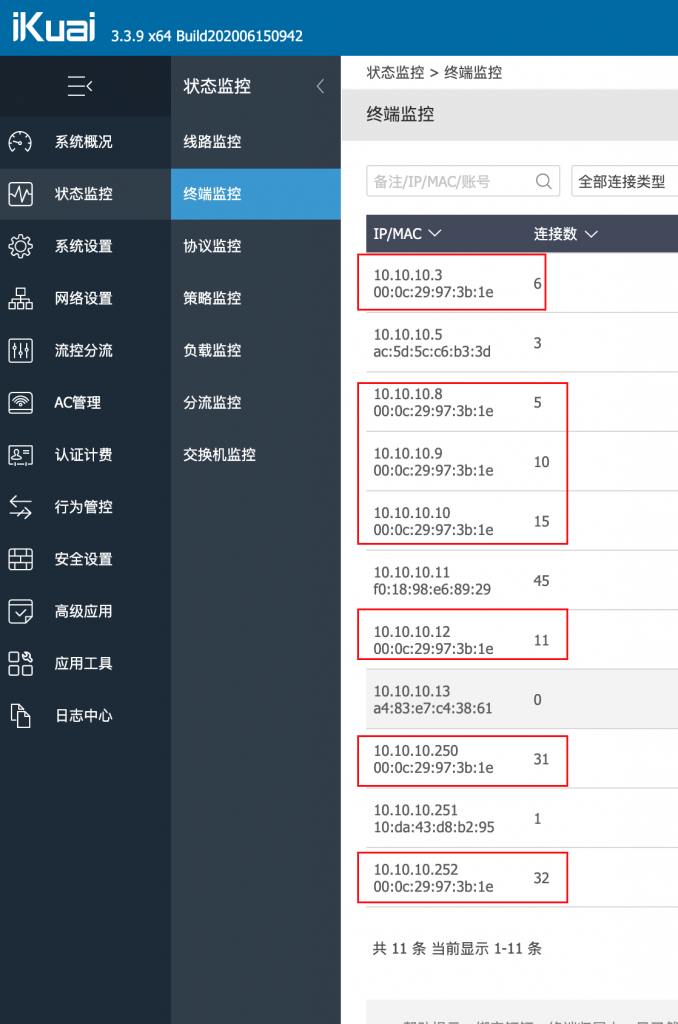 iKuai 3.3.9 x64 Build202006150942
系统概况
状态监控
系统设置
网络设置
流控分流
AC管理
认证计费
行为管控
安全设置
高级应用
应用工具
日志中心
状态监控
线路监控
终端监控
协议监控
策略监控
负载监控
分流监控
交换机监控
状态监控 > 终端监控
终端监控
备注/IP/MAC/账号 全部连接类型
IP/MAC 连接数
10.10.10.3
00:0c:29:97:3b:1e 6
10.10.10.5
ac:5d:5c:c6:b3:3d 3
10.10.10.8
00:0c:29:97:3b:1e 5
10.10.10.9
00:0c:29:97:3b:1e 10
10.10.10.10
00:0c:29:97:3b:1e 15
10.10.10.11
f0:18:98:e6:89:29 45
10.10.10.12
00:0c:29:97:3b:1e 11
10.10.10.13
a4:83:e7:c4:38:61 0
10.10.10.250
00:0c:29:97:3b:1e 31
10.10.10.251
10:da:43:d8:b2:95 1
10.10.10.252
00:0c:29:97:3b:1e 32
共 11 条 当前显示 1-11 条